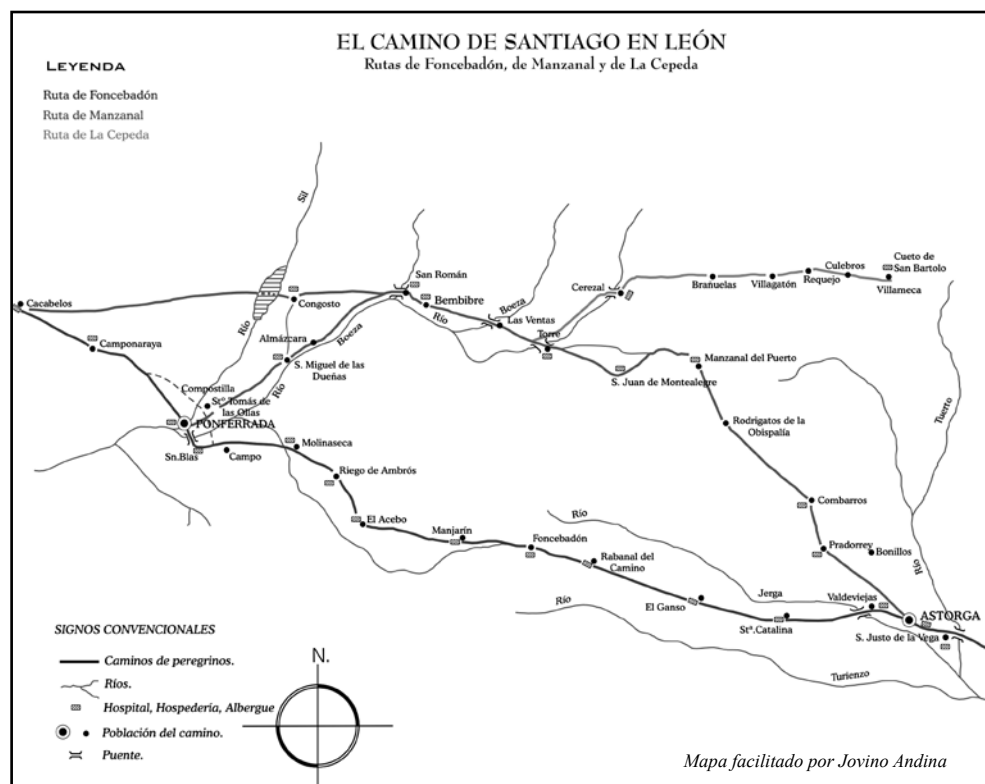 EL CAMINO DE SANTIAGO EN LEÓN
Rutas de Foncebadón, de Manzanal y de La Cepeda
LEYENDA
Ruta de Foncebadón
Ruta de Manzanal
Ruta de La Cepeda
Sil
Río
San Román
Bembibre
Río
Boeza
Las Ventas
Cerezal
Torre
Brañuelas
Villagatón
Requejo
Culebros
Cueto de
San Bartolo
Villameca
Cacabelos
Congosto
Camponaraya
Almázcara
Boeza
S. Miguel de las
Dueñas
Río
Compostilla
Stº Tomás de
las Ollas
PONFERRADA
Sn.Blas
Campo
Molinaseca
Riego de Ambrós
El Acebo
Manjarín
Foncebadón
Rabanal del
Camino
El Ganso
Stª.Catalina
Manzanal del Puerto
S. Juan de Montealegre
Rodrigatos de la
Obispalía
Combarros
Pradorrey
Bonillos
Tuerto
Río
Río
Jerga
Valdeviejas
ASTORGA
S. Justo de la Vega
Río
Turienzo
SIGNOS CONVENCIONALES
Caminos de peregrinos.
Ríos.
Hospital, Hospedería, Albergue
Población del camino.
Puente.
N.
Mapa facilitado por Jovino Andina